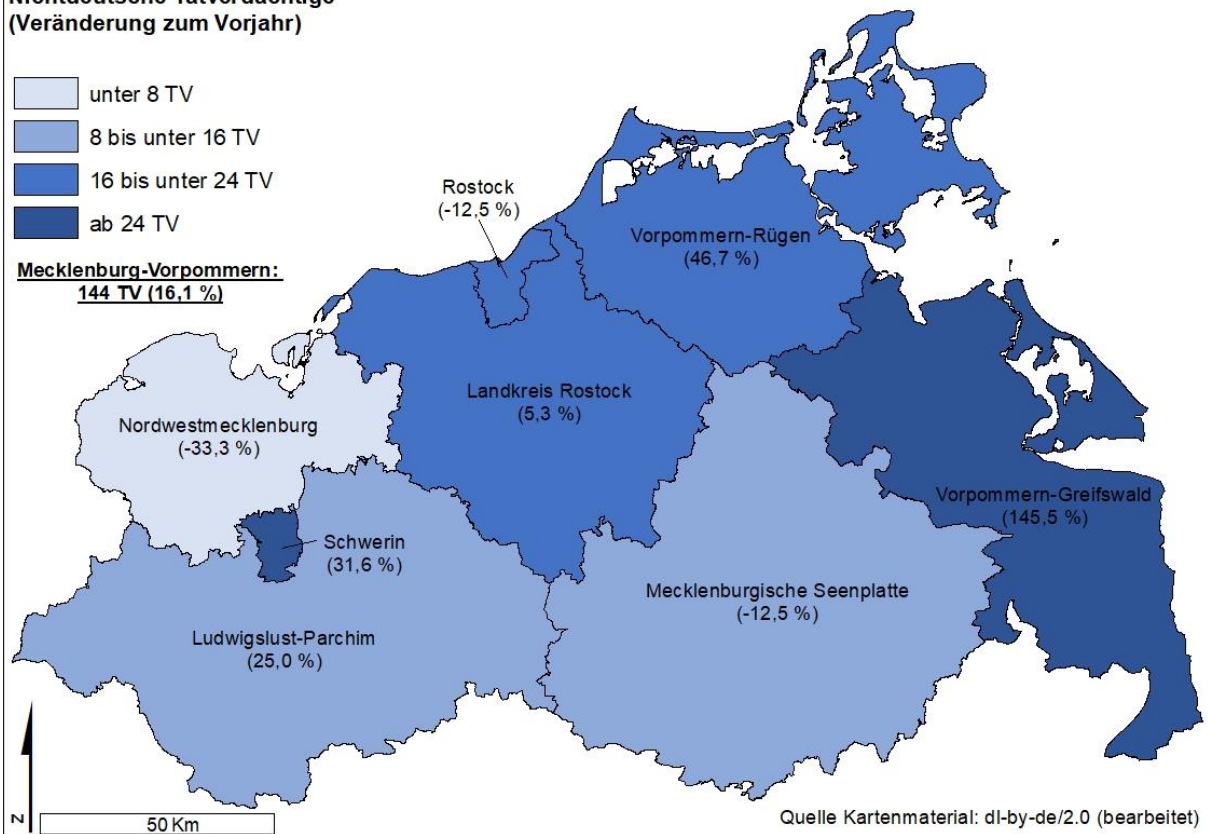 Nichtdeutsche Tatverdächtige
(Veränderung zum Vorjahr)
unter 8 TV
8 bis unter 16 TV
16 bis unter 24 TV
ab 24 TV
Mecklenburg-Vorpommern:
144 TV (16,1 %)
Rostock
(-12,5 %)
Vorpommern-Rügen
(46,7 %)
Landkreis Rostock
(5,3 %)
Nordwestmecklenburg
(-33,3 %)
Vorpommern-Greifswald
(145,5 %)
Schwerin
(31,6 %)
Mecklenburgische Seenplatte
(-12,5 %)
Ludwigslust-Parchim
(25,0 %)
N
50 Km
Quelle Kartenmaterial: dl-by-de/2.0 (bearbeitet)